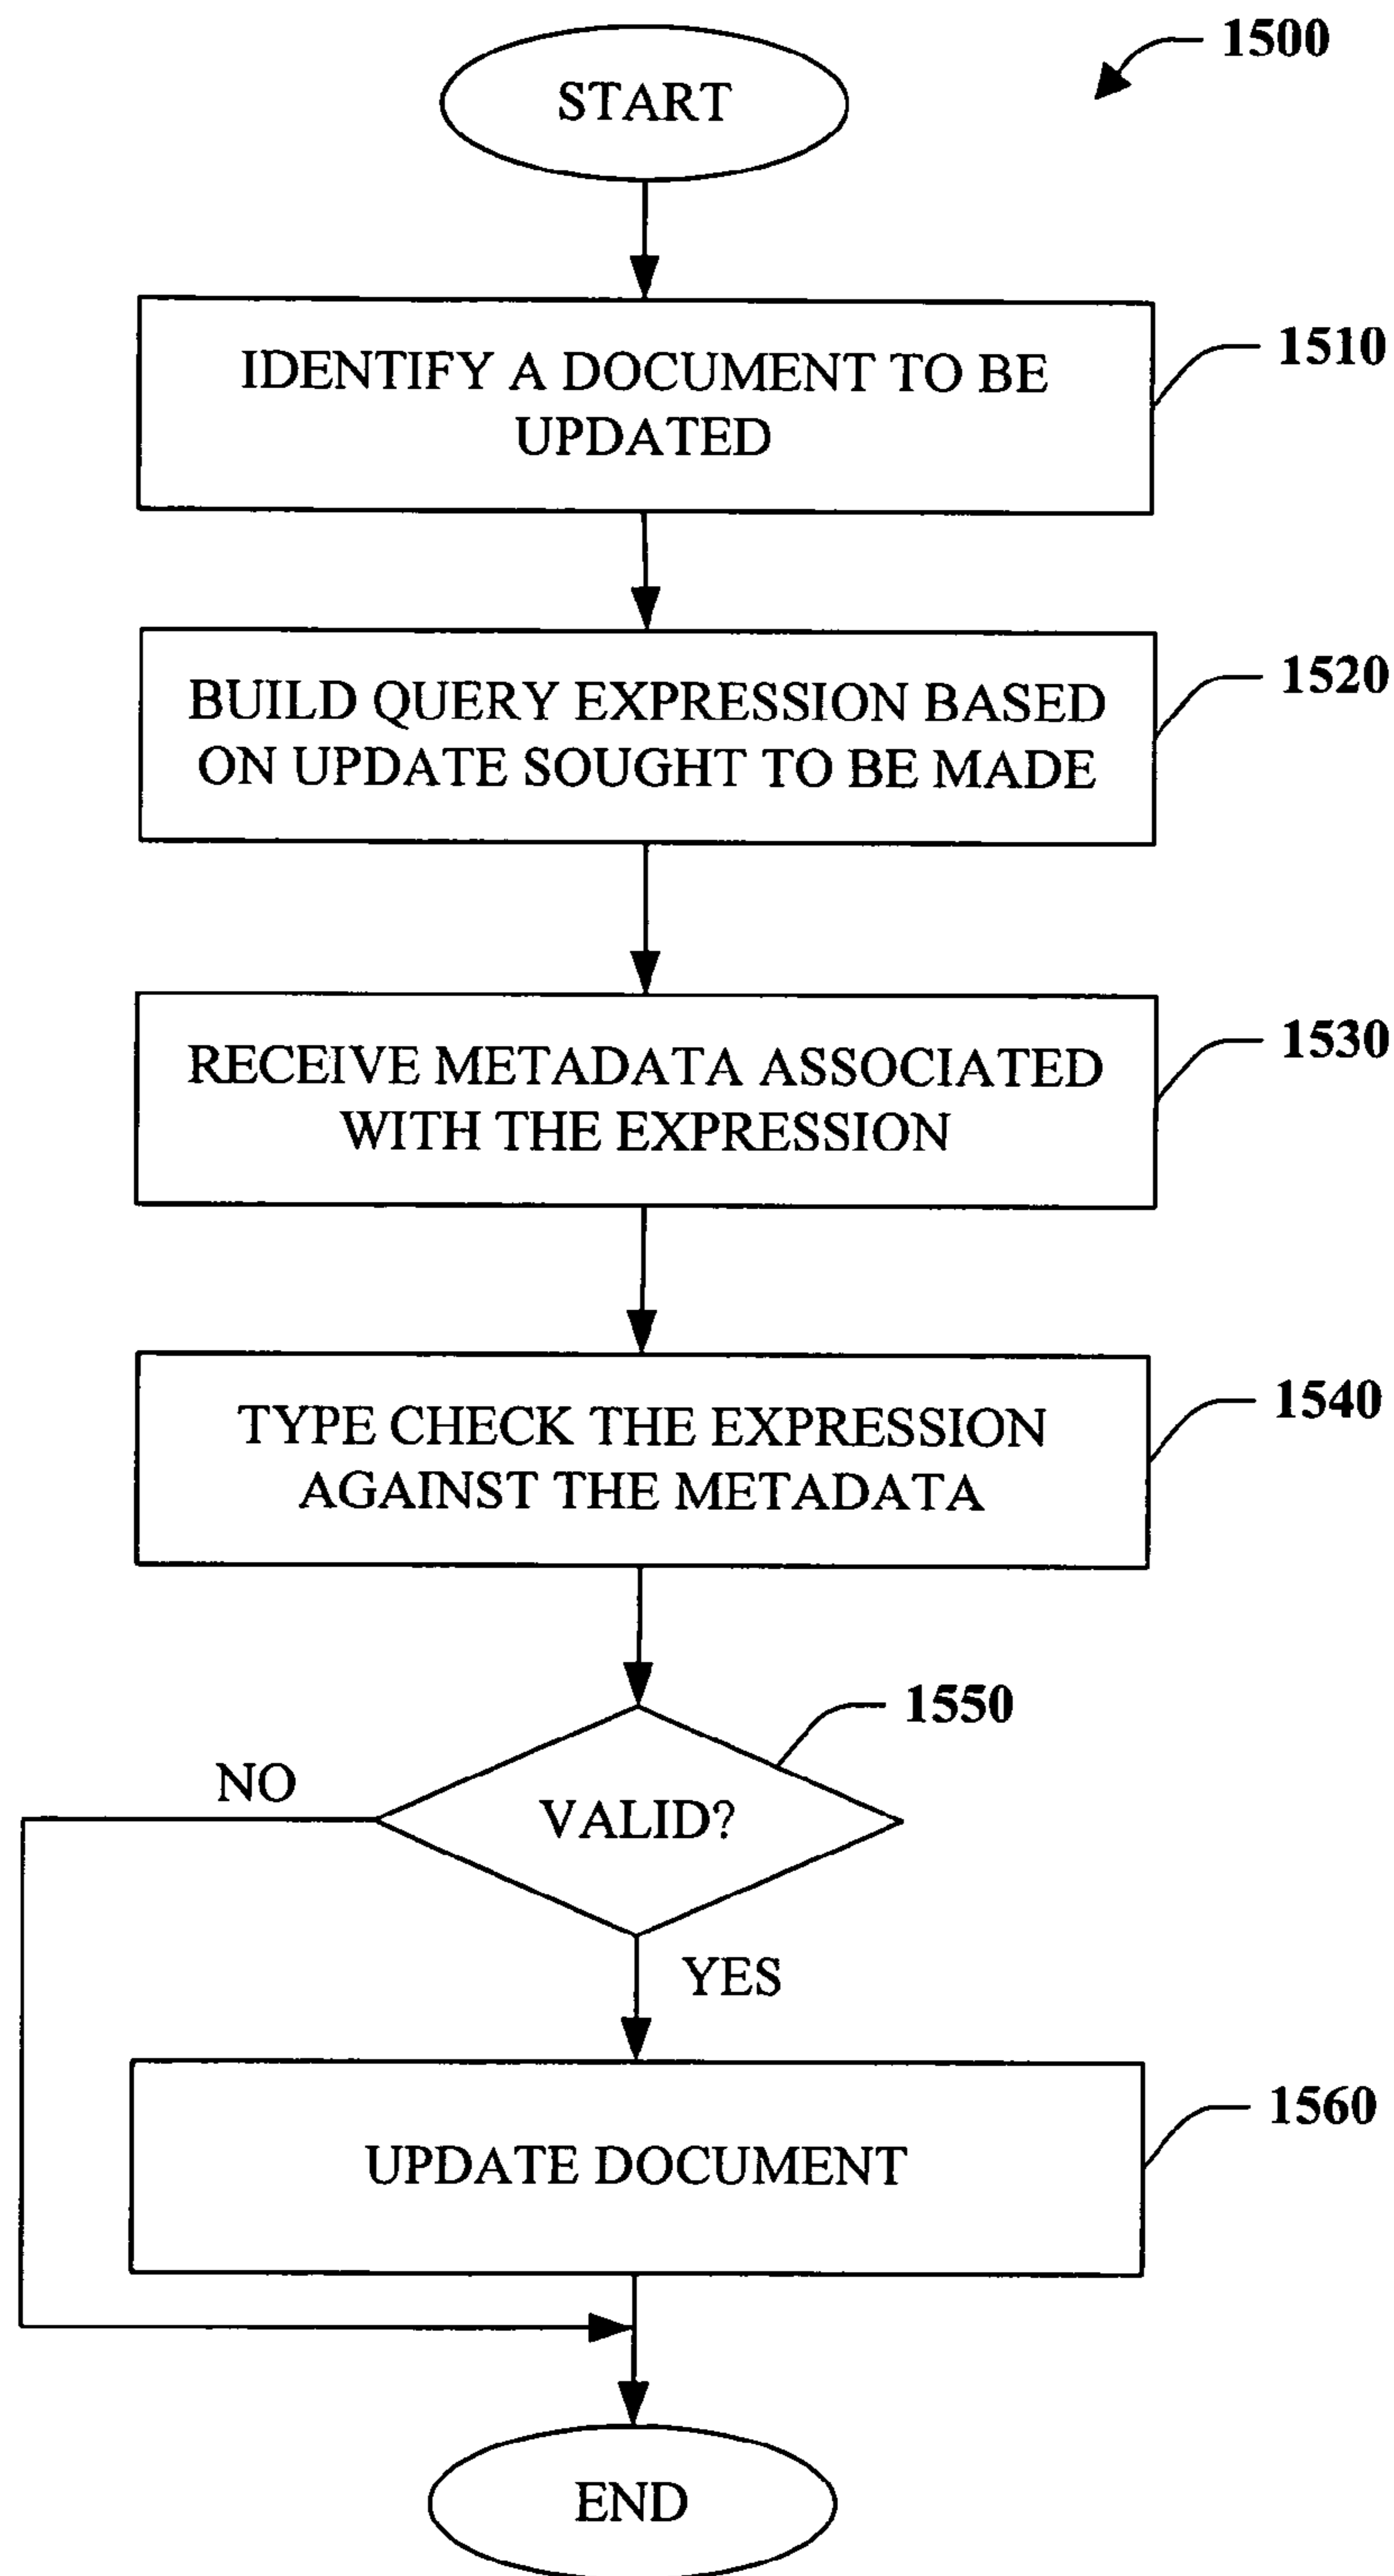 1500
START
IDENTIFY A DOCUMENT TO BE
UPDATED
1510
BUILD QUERY EXPRESSION BASED
ON UPDATE SOUGHT TO BE MADE
1520
RECEIVE METADATA ASSOCIATED
WITH THE EXPRESSION
1530
TYPE CHECK THE EXPRESSION
AGAINST THE METADATA
1540
1550
NO
VALID?
YES
UPDATE DOCUMENT
1560
END